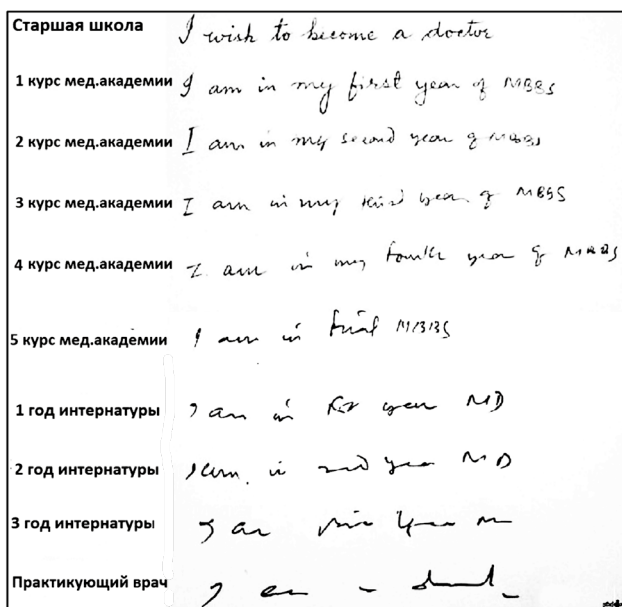 Старшая школа I wish to become a doctor
1 курс мед.академии I am in my first year of MBBS
2 курс мед.академии I am in my second year of MBBS
3 курс мед.академии I am in my third year of MBBS
4 курс мед.академии I am in my fourth year of MBBS
5 курс мед.академии I am in final MBBS
1 год интернатуры I am in year MD
2 год интернатуры I am in 2nd year MD
3 год интернатуры I am
Практикующий врач